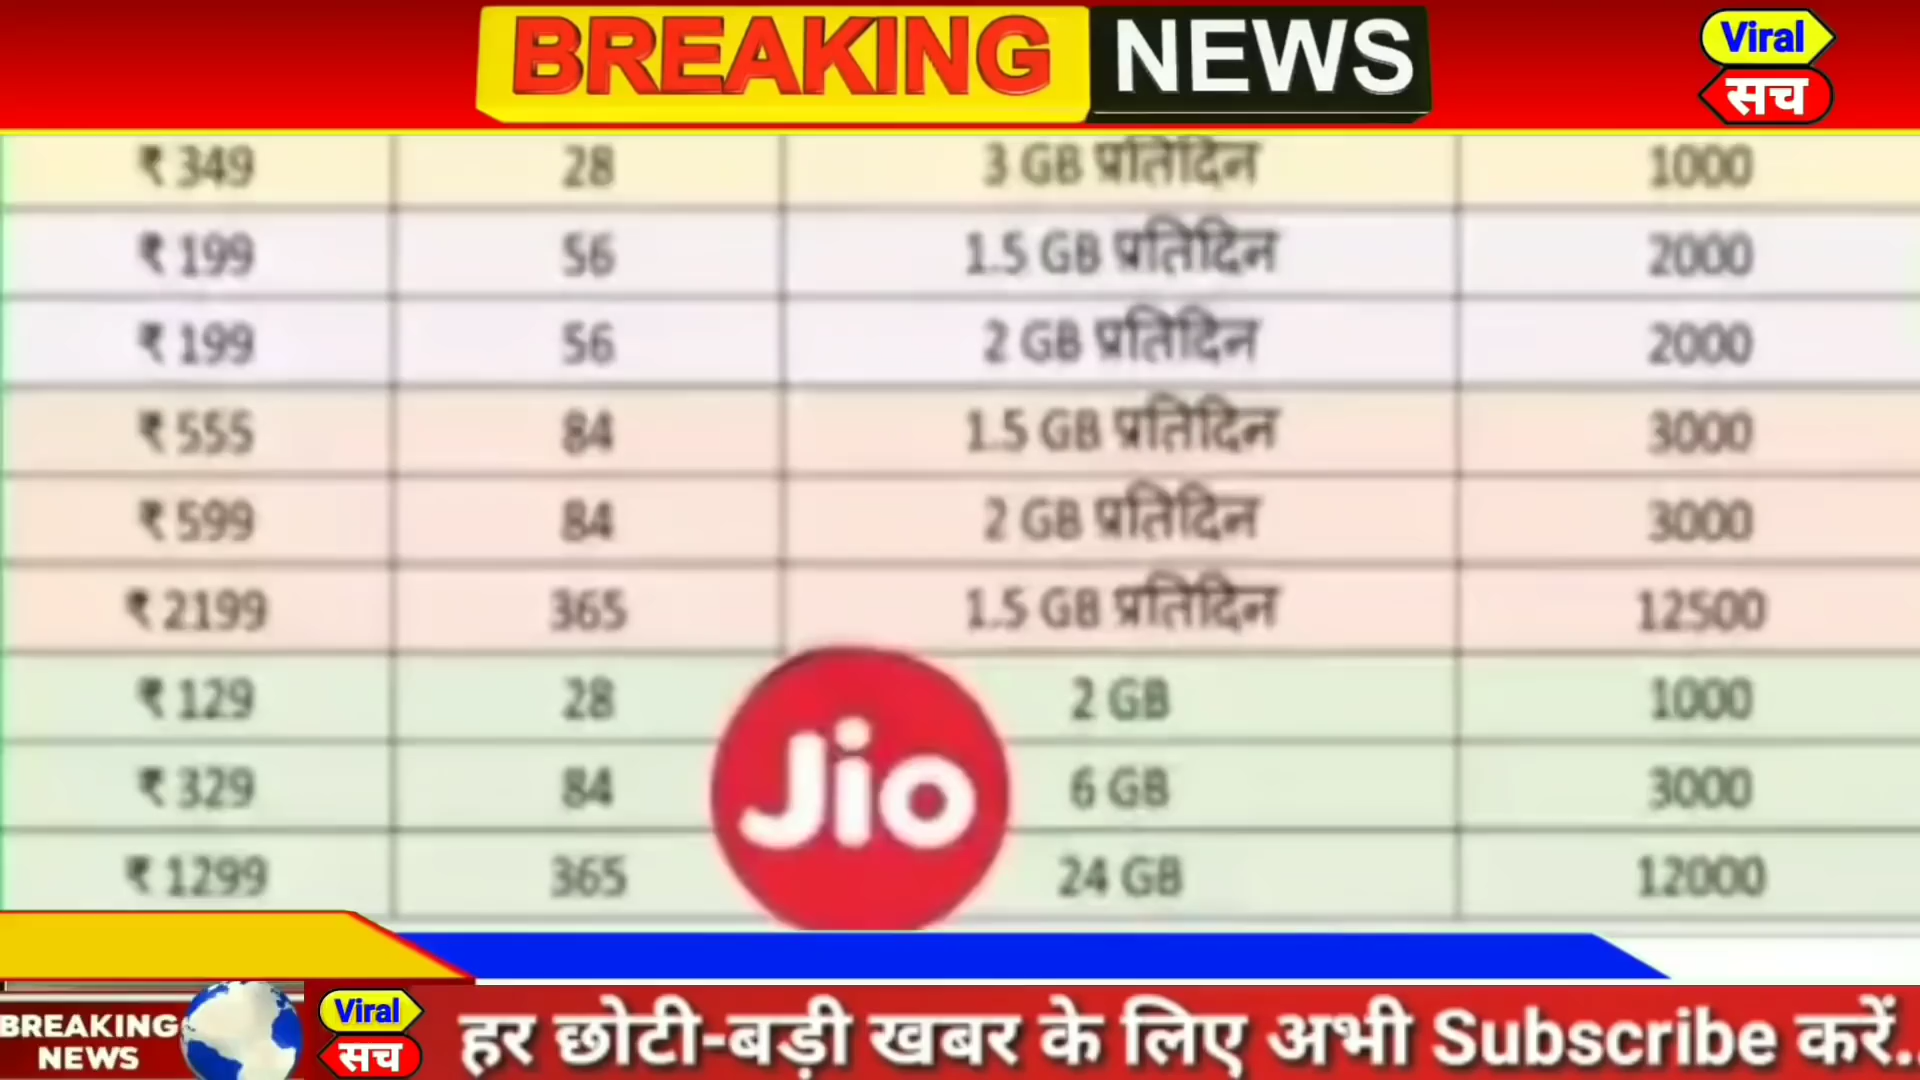 BREAKING NEWS
Viral
सच
₹ 349 28 3 GB प्रतिदिन 1000
₹ 199 56 1.5 GB प्रतिदिन 2000
₹ 199 56 2 GB प्रतिदिन 2000
₹ 555 84 1.5 GB प्रतिदिन 3000
₹ 599 84 2 GB प्रतिदिन 3000
₹ 2199 365 1.5 GB प्रतिदिन 12500
₹ 129 28 2 GB 1000
₹ 329 84 6 GB 3000
₹ 1299 365 24 GB 12000
Jio
BREAKING
NEWS
Viral
सच
हर छोटी-बड़ी खबर के लिए अभी Subscribe करें..